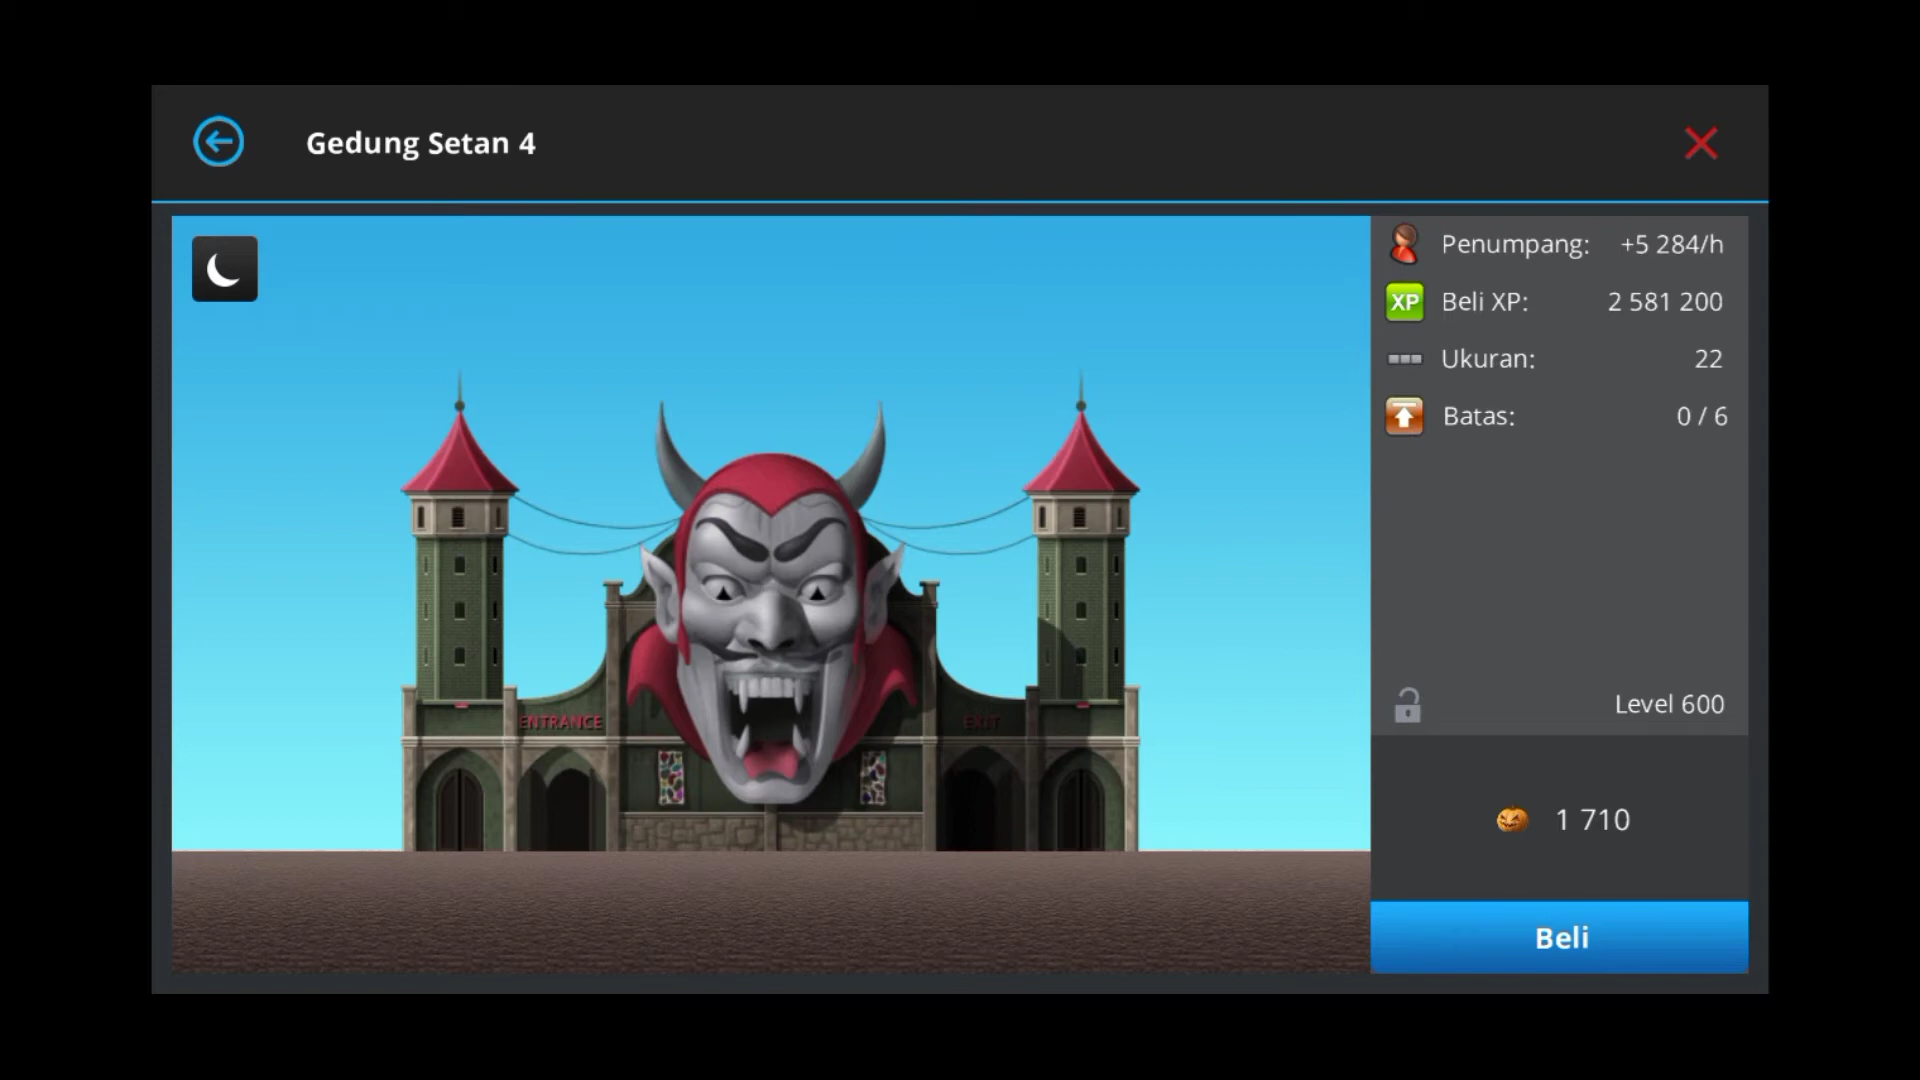 Gedung Setan 4
Penumpang: +5 284/h
XP Beli XP: 2 581 200
Ukuran: 22
Batas: 0 / 6
ENTRANCE
EXIT
Level 600
1 710
Beli